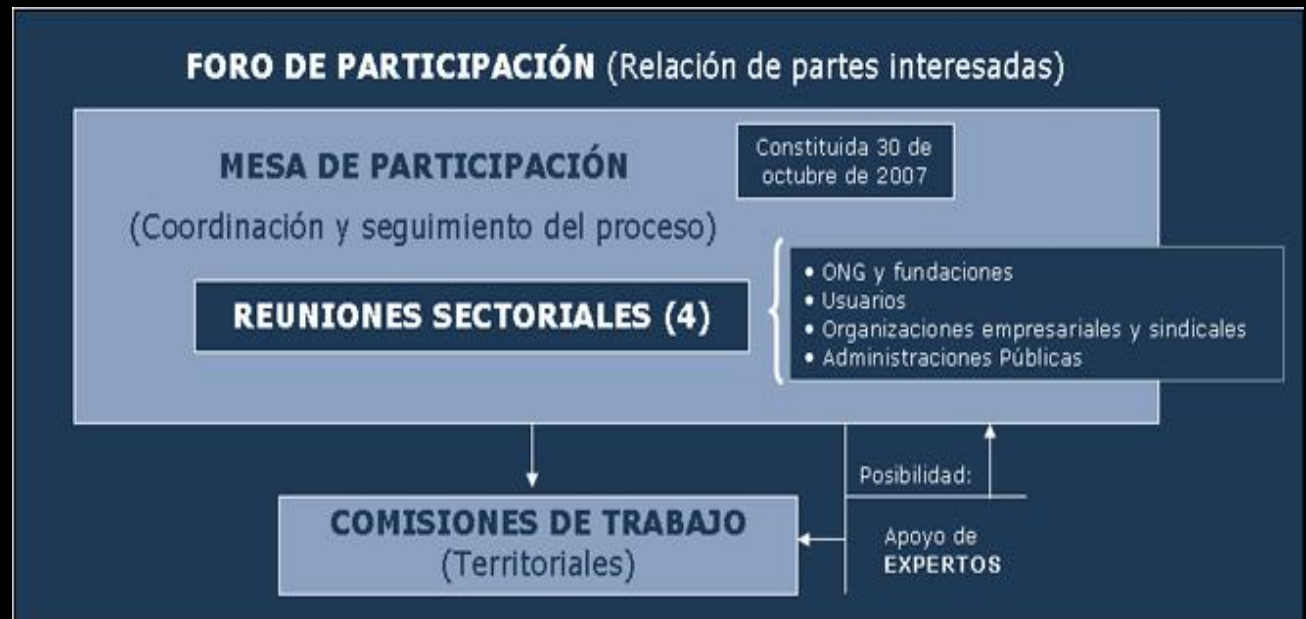 FORO DE PARTICIPACIÓN (Relación de partes interesadas)
MESA DE PARTICIPACIÓN
(Coordinación y seguimiento del proceso)
Constituida 30 de
octubre de 2007
REUNIONES SECTORIALES (4)
• ONG y fundaciones
• Usuarios
• Organizaciones empresariales y sindicales
• Administraciones Públicas
COMISIONES DE TRABAJO
(Territoriales)
Posibilidad:
Apoyo de
EXPERTOS